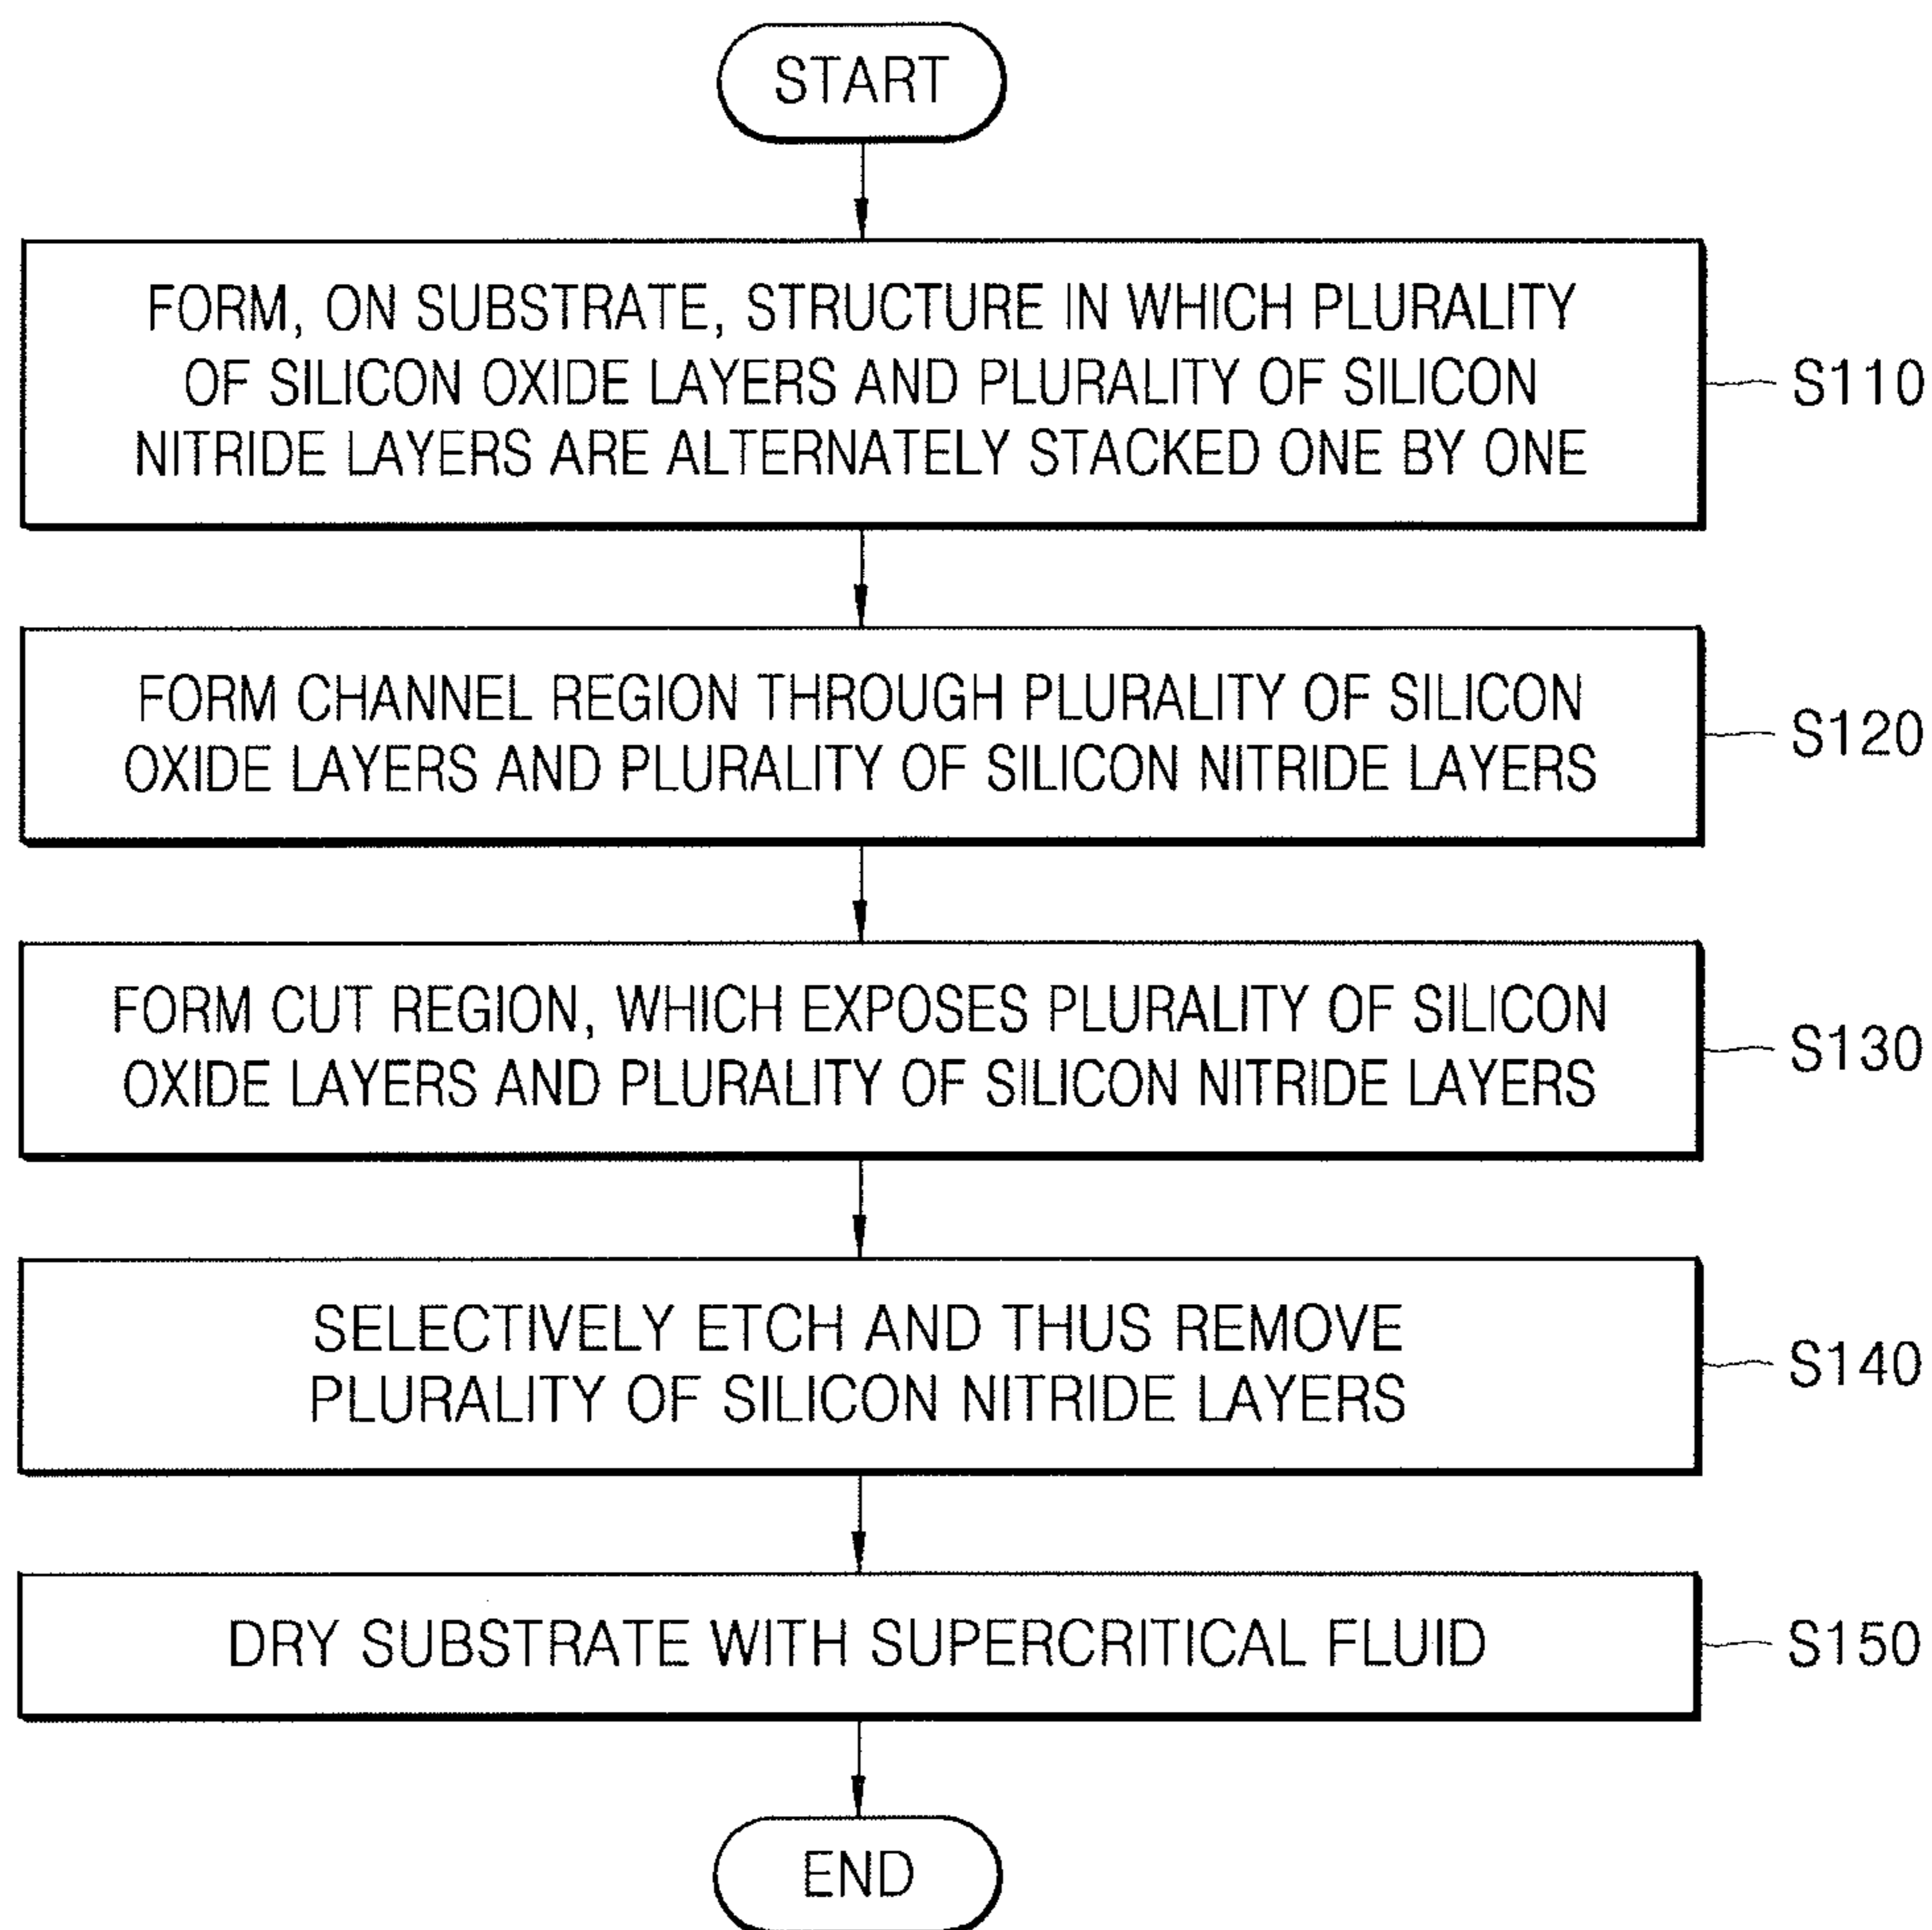 START
FORM, ON SUBSTRATE, STRUCTURE IN WHICH PLURALITY
OF SILICON OXIDE LAYERS AND PLURALITY OF SILICON
NITRIDE LAYERS ARE ALTERNATELY STACKED ONE BY ONE
S110
FORM CHANNEL REGION THROUGH PLURALITY OF SILICON
OXIDE LAYERS AND PLURALITY OF SILICON NITRIDE LAYERS
S120
FORM CUT REGION, WHICH EXPOSES PLURALITY OF SILICON
OXIDE LAYERS AND PLURALITY OF SILICON NITRIDE LAYERS
S130
SELECTIVELY ETCH AND THUS REMOVE
PLURALITY OF SILICON NITRIDE LAYERS
S140
DRY SUBSTRATE WITH SUPERCRITICAL FLUID
S150
END